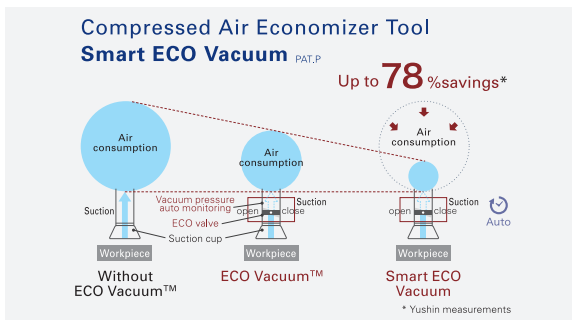 Compressed Air Economizer Tool
Smart ECO Vacuum PAT.P
Up to 78 %savings*
Air
consumption
Air
consumption
Air
consumption
Suction
Vacuum pressure
auto monitoring
open close
Suction
ECO valve
Suction cup
open close
Suction
Auto
Workpiece
Workpiece
Workpiece
Without
ECO Vacuum™
ECO Vacuum™
Smart ECO
Vacuum
* Yushin measurements